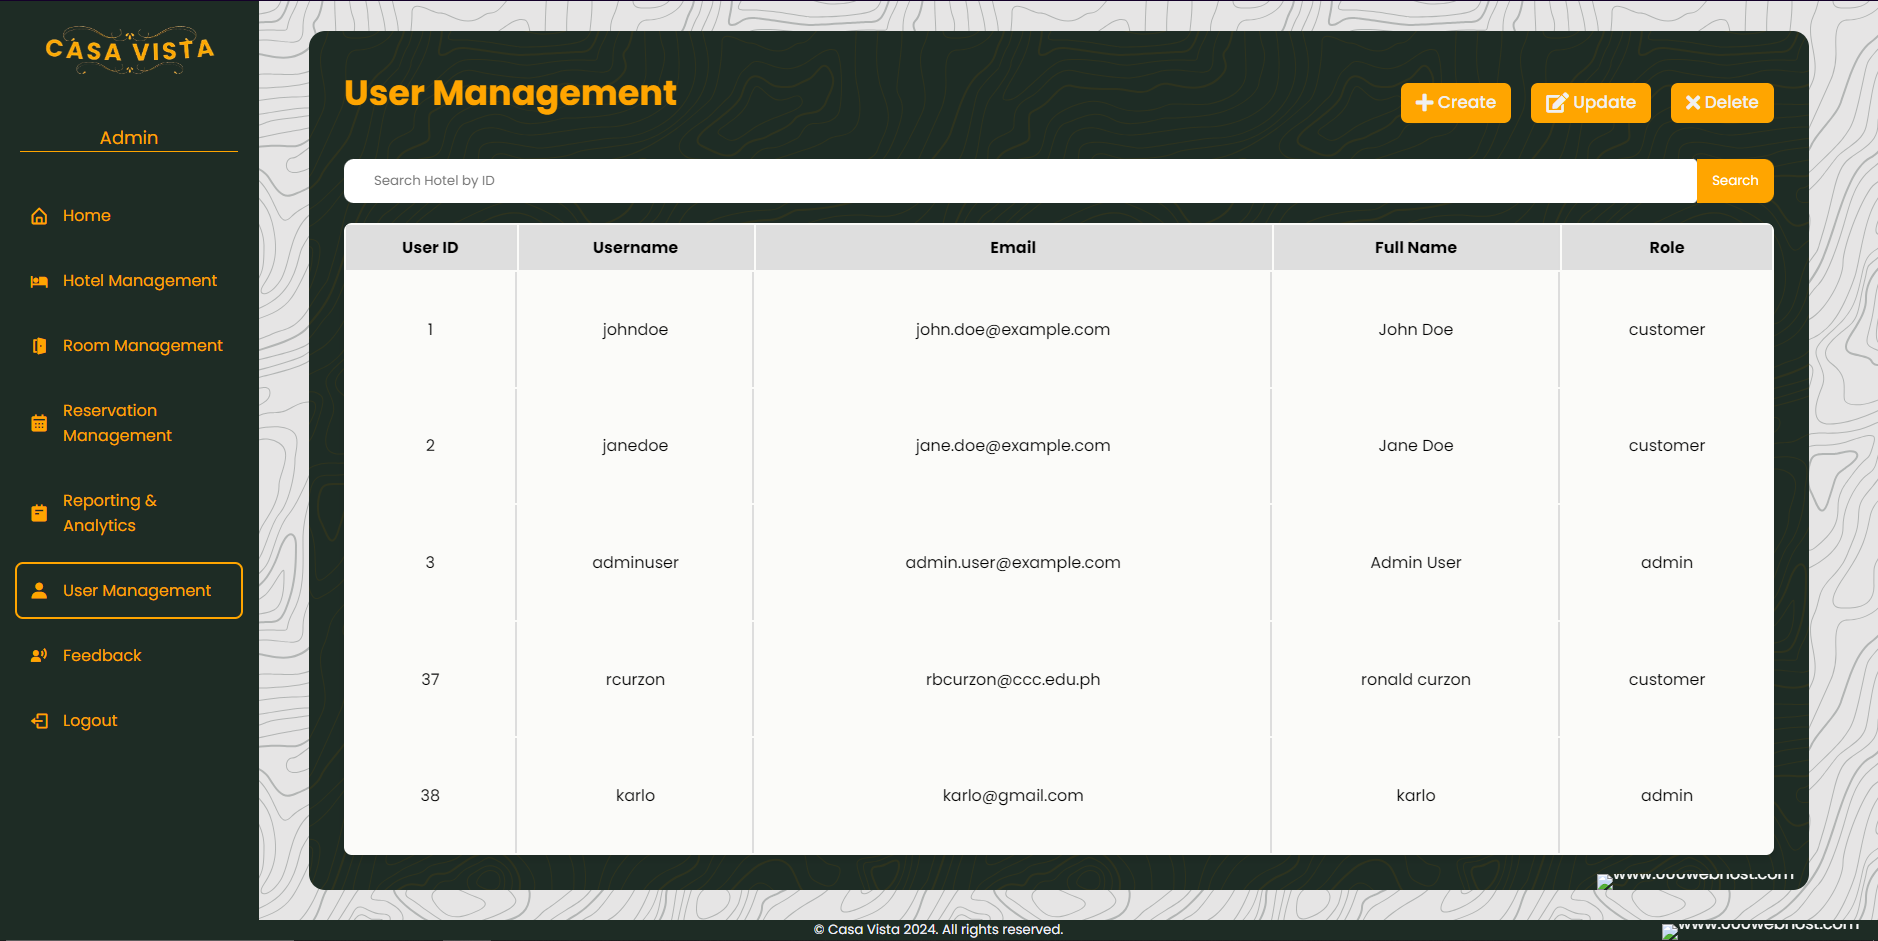 CASA VISTA
Admin
Home
Hotel Management
Room Management
Reservation
Management
Reporting &
Analytics
User Management
Feedback
Logout
User Management
Create
Update
Delete
Search Hotel by ID
Search
User ID Username Email Full Name Role
1 johndoe john.doe@example.com John Doe customer
2 janedoe jane.doe@example.com Jane Doe customer
3 adminuser admin.user@example.com Admin User admin
37 rcurzon rbcurzon@ccc.edu.ph ronald curzon customer
38 karlo karlo@gmail.com karlo admin
www.000webhost.com
© Casa Vista 2024. All rights reserved.
www.000webhost.com